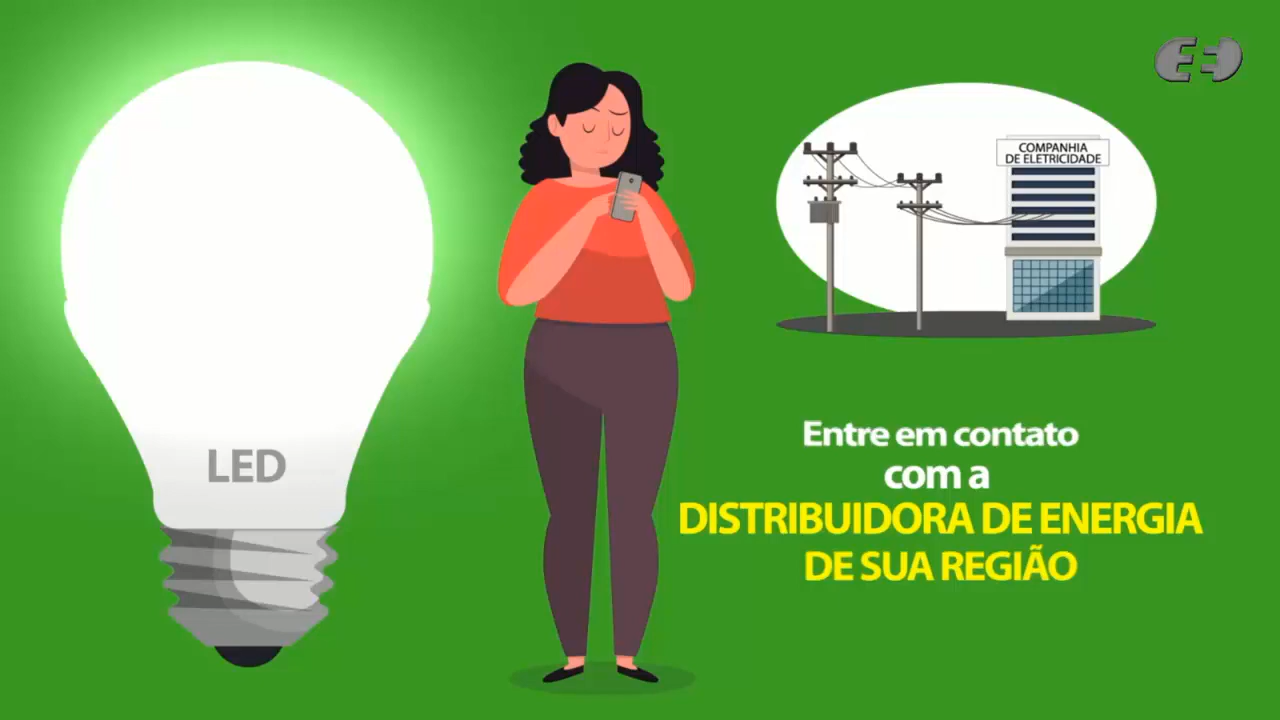 COMPANHIA
DE ELETRICIDADE
LED
Entre em contato
com a
DISTRIBUIDORA DE ENERGIA
DE SUA REGIÃO